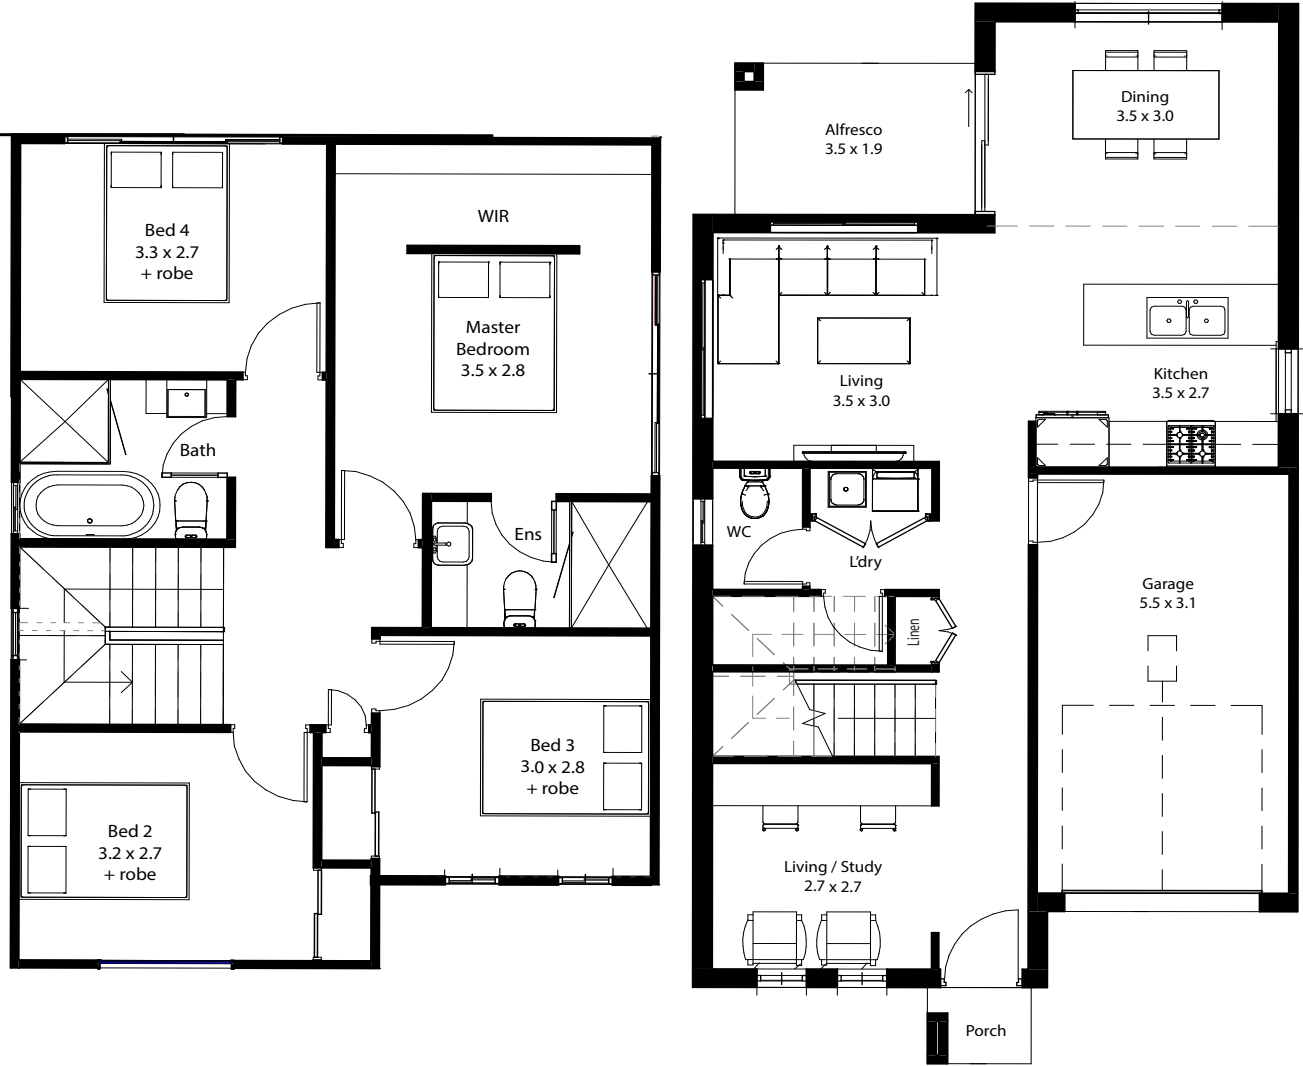 Bed 4
3.3 x 2.7
+ robe
WIR
Master
Bedroom
3.5 x 2.8
Bath
Ens
Bed 3
3.0 x 2.8
+ robe
Bed 2
3.2 x 2.7
+ robe
Alfresco
3.5 x 1.9
Dining
3.5 x 3.0
Living
3.5 x 3.0
Kitchen
3.5 x 2.7
WC
L'dry
Linen
Garage
5.5 x 3.1
Living / Study
2.7 x 2.7
Porch